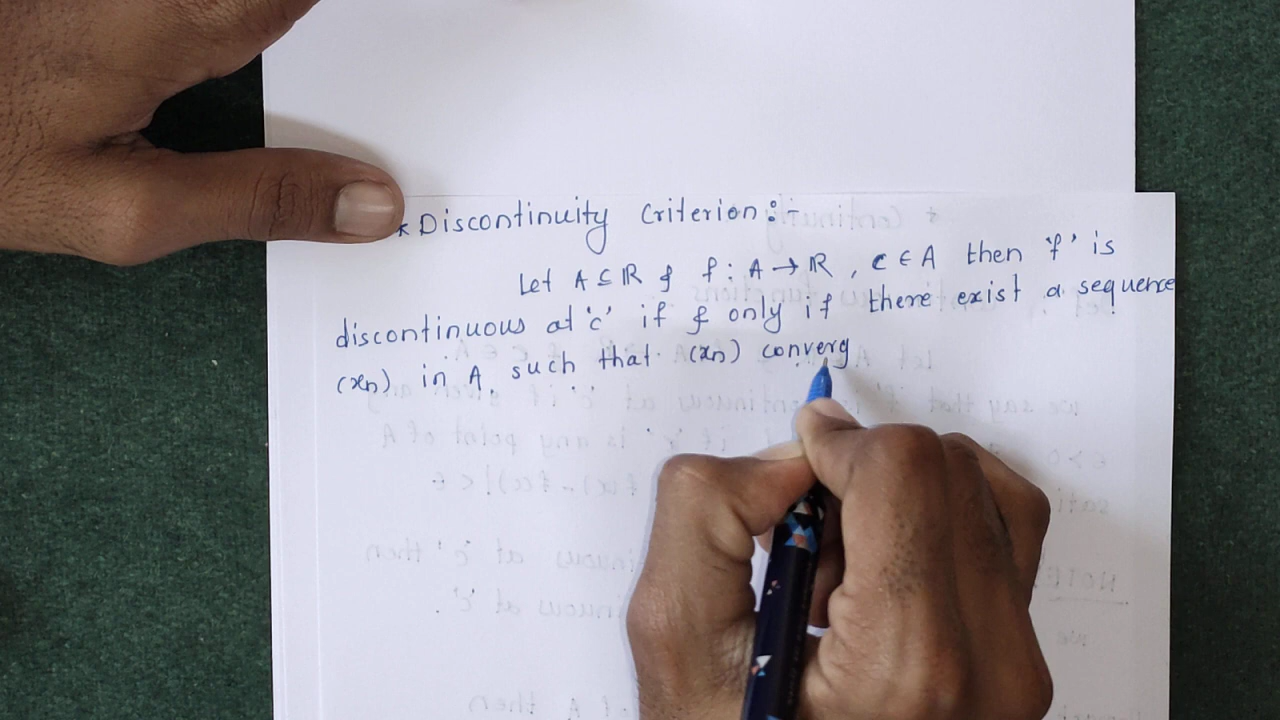 * Discontinuity Criterion :-
Let A ⊆ ℝ & f : A → ℝ , c ∈ A then 'f' is
discontinuous at 'c' if & only if there exist a sequence
(xn) in A such that (xn) converg